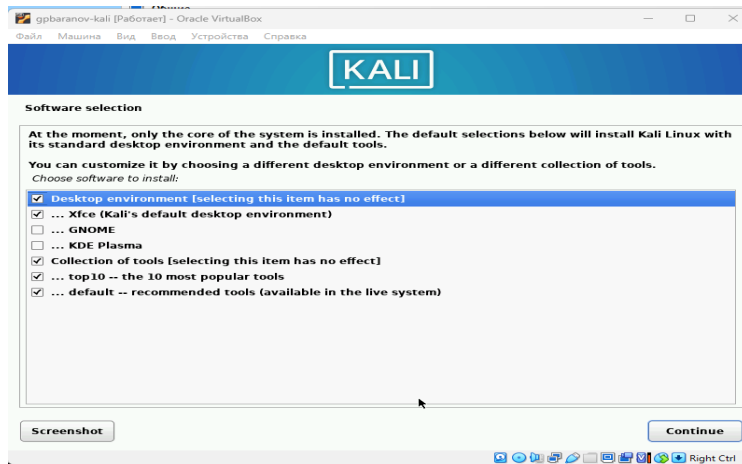 gpbaranov-kali [Работает] - Oracle VirtualBox
Файл Машина Вид Ввод Устройства Справка
KALI
Software selection
At the moment, only the core of the system is installed. The default selections below will install Kali Linux with
its standard desktop environment and the default tools.
You can customize it by choosing a different desktop environment or a different collection of tools.
Choose software to install:
Desktop environment [selecting this item has no effect]
... Xfce (Kali's default desktop environment)
... GNOME
... KDE Plasma
Collection of tools [selecting this item has no effect]
... top10 -- the 10 most popular tools
... default -- recommended tools (available in the live system)
Screenshot
Continue
Right Ctrl